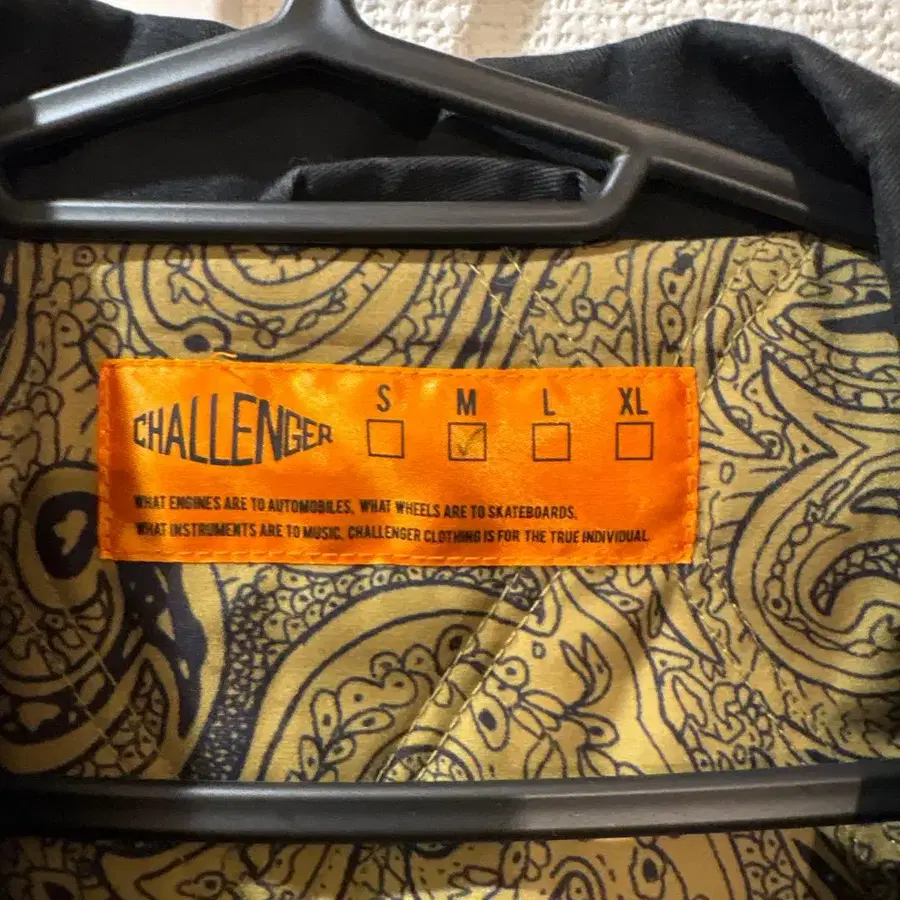 CHALLENGER
S M L XL
WHAT ENGINES ARE TO AUTOMOBILES, WHAT WHEELS ARE TO SKATEBOARDS,
WHAT INSTRUMENTS ARE TO MUSIC, CHALLENGER CLOTHING IS FOR THE TRUE INDIVIDUAL.